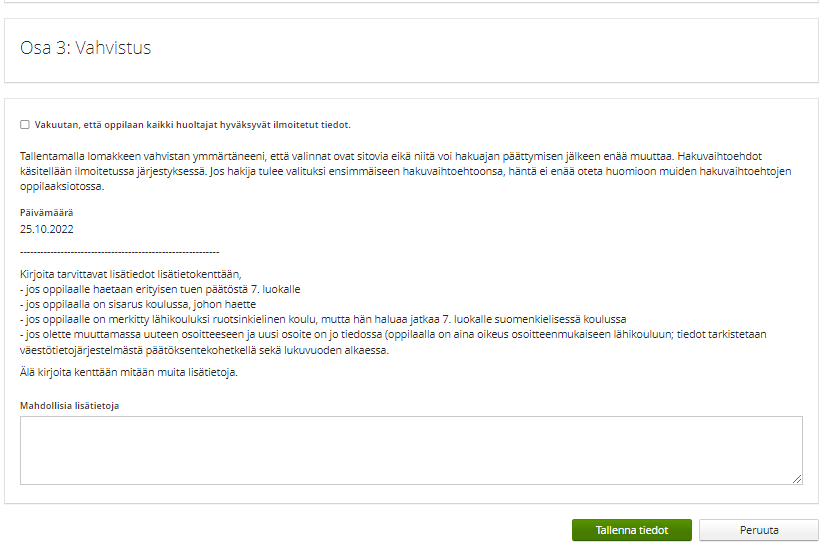 Osa 3: Vahvistus
Vakuutan, että oppilaan kaikki huoltajat hyväksyvät ilmoitetut tiedot.
Tallentamalla lomakkeen vahvistan ymmärtäneeni, että valinnat ovat sitovia eikä niitä voi hakuajan päättymisen jälkeen enää muuttaa. Hakuvaihtoehdot
käsitellään ilmoitetussa järjestyksessä. Jos hakija tulee valituksi ensimmäiseen hakuvaihtoehtoonsa, häntä ei enää oteta huomioon muiden hakuvaihtoehtojen
oppilaaksiotossa.
Päivämäärä
25.10.2022
------------------------------------------------------------
Kirjoita tarvittavat lisätiedot lisätietokenttään,
- jos oppilaalle haetaan erityisen tuen päätöstä 7. luokalle
- jos oppilaalla on sisarus koulussa, johon haette
- jos oppilaalle on merkitty lähikouluksi ruotsinkielinen koulu, mutta hän haluaa jatkaa 7. luokalle suomenkielisessä koulussa
- jos olette muuttamassa uuteen osoitteeseen ja uusi osoite on jo tiedossa (oppilaalla on aina oikeus osoitteenmukaiseen lähikouluun; tiedot tarkistetaan
väestötietojärjestelmästä päätöksentekohetkellä sekä lukuvuoden alkaessa.
Älä kirjoita kenttään mitään muita lisätietoja.
Mahdollisia lisätietoja
Tallenna tiedot
Peruuta